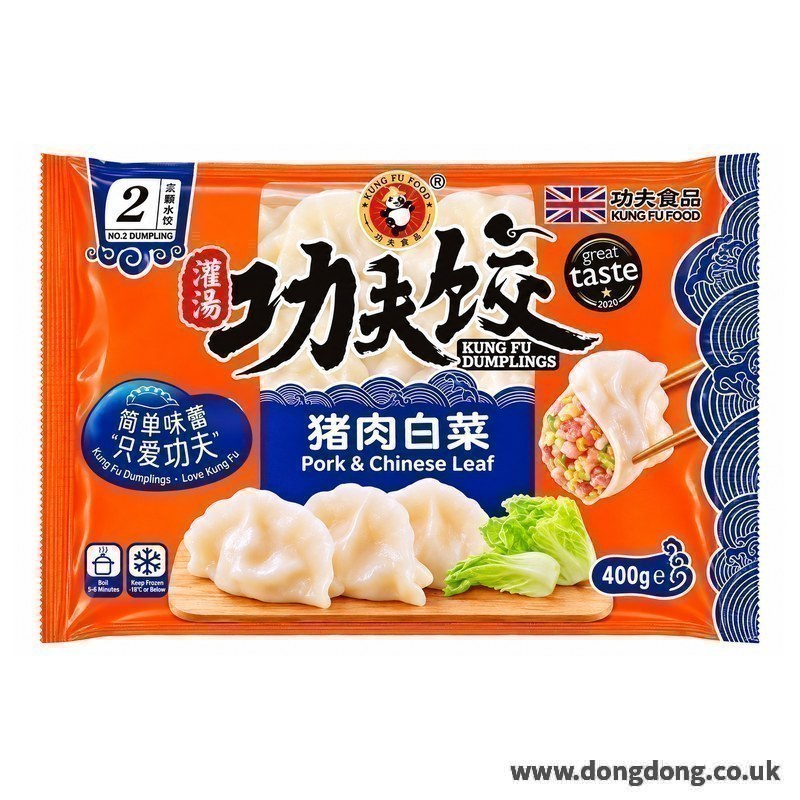 2
NO.2 DUMPLING
水餃
KUNG FU FOOD
功夫食品
®
功夫食品
KUNG FU FOOD
great
taste
2020
灌湯
功夫饺
KUNG FU
DUMPLINGS
猪肉白菜
Pork & Chinese Leaf
简单味蕾
“只爱功夫”
Kung Fu Dumplings · Love Kung Fu
Boil
5-6 Minutes
Keep Frozen
-18°C or Below
400g e
www.dongdong.co.uk